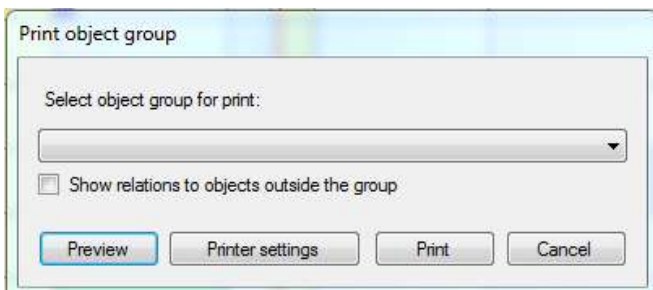 Print object group
Select object group for print:
Show relations to objects outside the group
Preview Printer settings Print Cancel